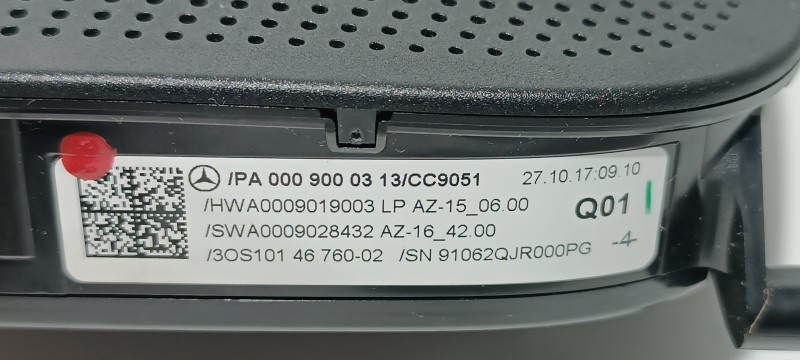 /PA 000 900 03 13/CC9051 27.10.17:09.10
/HWA0009019003 LP AZ-15_06.00 Q01
/SWA0009028432 AZ-16_42.00
/3OS101 46 760-02 /SN 91062QJR000PG -4